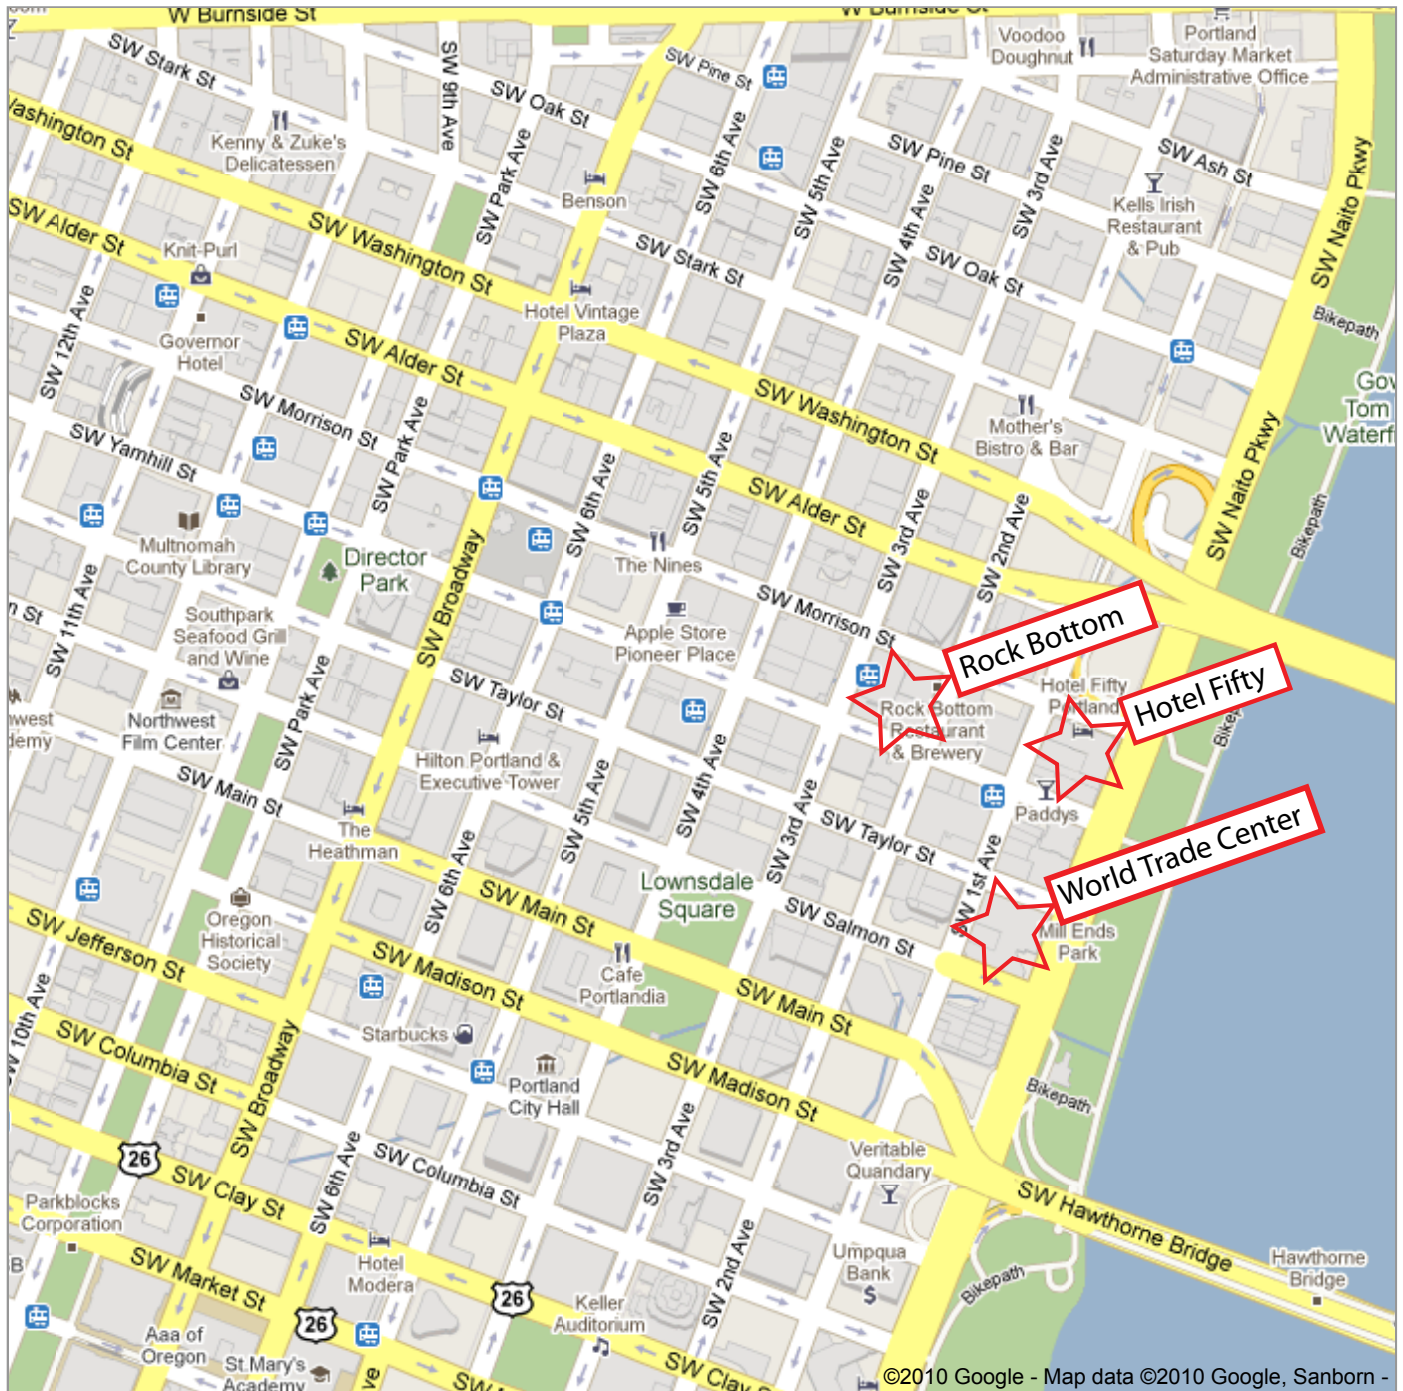 W Burnside St
W Burnside St
SW Stark St
SW 9th Ave
SW Pine St
SW Oak St
Voodoo
Doughnut
Portland
Saturday Market
Administrative Office
Kenny & Zuke's
Delicatessen
SW Park Ave
Benson
SW 6th Ave
SW 5th Ave
SW Pine St
SW Ash St
SW 4th Ave
SW 3rd Ave
Kells Irish
Restaurant
& Pub
SW Naito Pkwy
SW Alder St
Knit-Purl
SW Washington St
SW Stark St
SW Oak St
SW 12th Ave
Governor
Hotel
Hotel Vintage
Plaza
SW Alder St
Bikepath
SW Morrison St
SW Park Ave
SW Washington St
Mother's
Bistro & Bar
SW Yamhill St
SW 6th Ave
SW 5th Ave
SW Alder St
SW 3rd Ave
SW 2nd Ave
SW Naito Pkwy
Bikepath
Multnomah
County Library
Director
Park
The Nines
SW Broadway
SW 11th Ave
Southpark
Seafood Grill
and Wine
Apple Store
Pioneer Place
SW Morrison St
Rock Bottom
Hotel Fifty
Portland
Hotel Fifty
Rock Bottom
Restaurant
& Brewery
SW Park Ave
SW Taylor St
Northwest
Film Center
Hilton Portland &
Executive Tower
SW Main St
SW 4th Ave
SW 5th Ave
SW 3rd Ave
Paddys
The
Heathman
SW Taylor St
World Trade Center
SW 6th Ave
SW Main St
Lownsdale
Square
SW Salmon St
SW 1st Ave
Mill Ends
Park
Oregon
Historical
Society
SW Jefferson St
SW Madison St
Cafe
Portlandia
SW Main St
SW 10th Ave
SW Columbia St
SW Broadway
Starbucks
Portland
City Hall
SW Madison St
Bikepath
26
SW Clay St
SW 6th Ave
SW Columbia St
SW 3rd Ave
Veritable
Quandary
SW Hawthorne Bridge
Parkblocks
Corporation
SW Market St
Hotel
Modera
SW 2nd Ave
Umpqua
Bank
Bikepath
Hawthorne
Bridge
26
26
Keller
Auditorium
Aaa of
Oregon
St.Mary's
Academy
SW Clay
©2010 Google - Map data ©2010 Google, Sanborn -